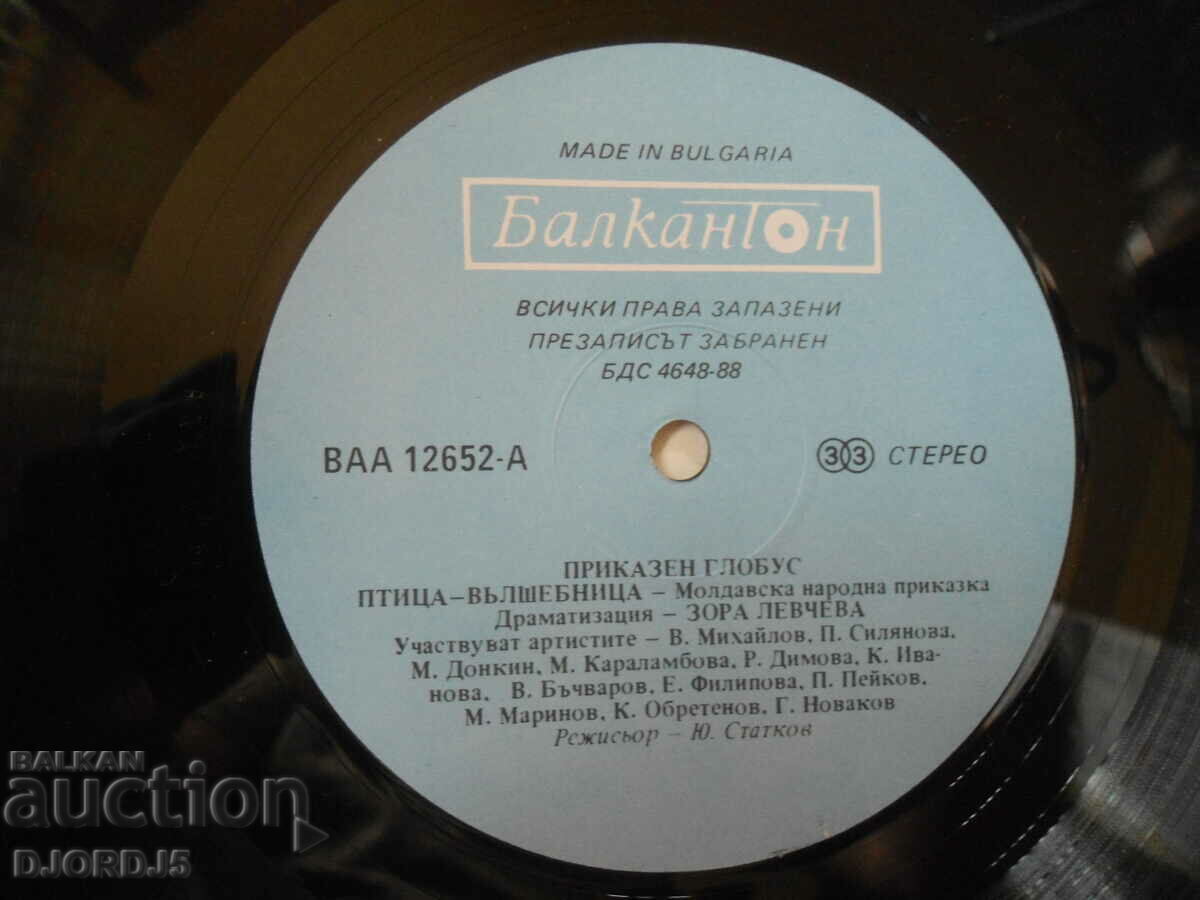 MADE IN BULGARIA
Балкантон
ВСИЧКИ ПРАВА ЗАПАЗЕНИ
ПРЕЗАПИСЪТ ЗАБРАНЕН
БДС 4648-88
ВАА 12652-А
33 СТЕРЕО
ПРИКАЗЕН ГЛОБУС
ПТИЦА–ВЪЛШЕБНИЦА – Молдавска народна приказка
Драматизация – ЗОРА ЛЕВЧЕВА
Участвуват артистите – В. Михайлов, П. Силянова,
М. Донкин, М. Караламбова, Р. Димова, К. Ива-
нова, В. Бъчваров, Е. Филипова, П. Пейков,
М. Маринов, К. Обретенов, Г. Новаков
Режисьор – Ю. Статков
BALKAN
auction
DJORD_J5